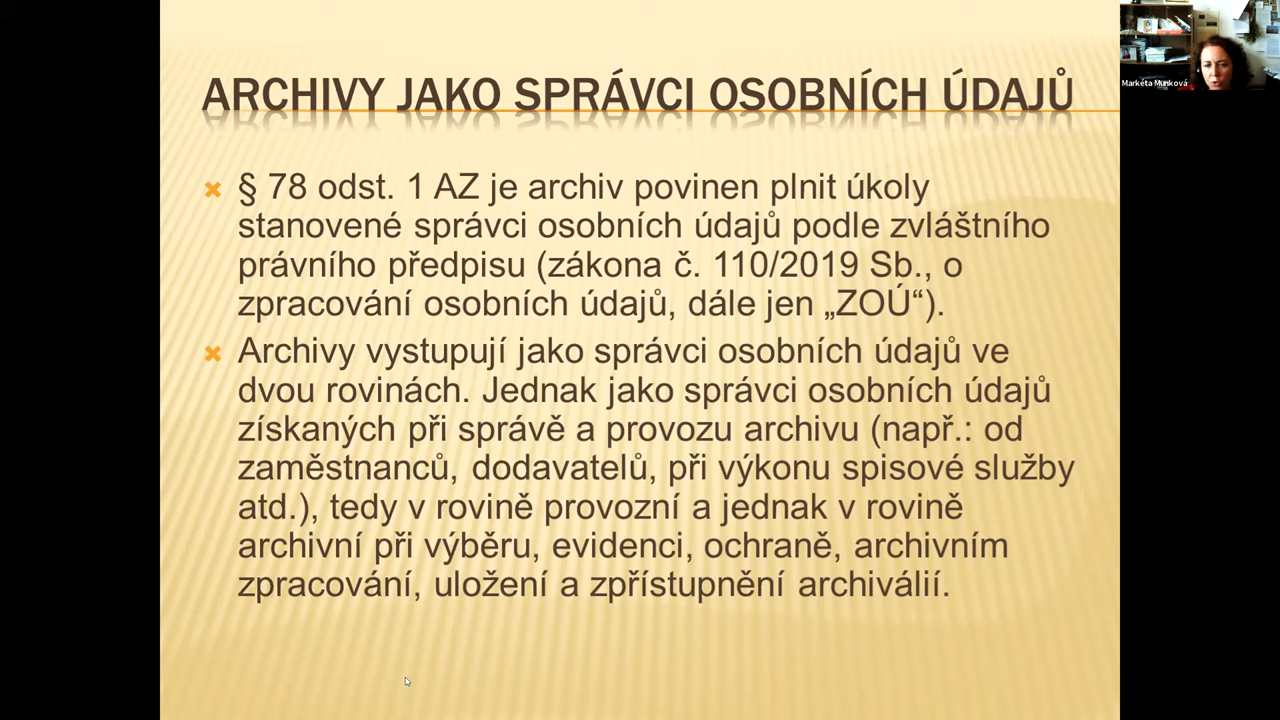 ARCHIVY JAKO SPRÁVCI OSOBNÍCH ÚDAJŮ
§ 78 odst. 1 AZ je archiv povinen plnit úkoly
stanovené správci osobních údajů podle zvláštního
právního předpisu (zákona č. 110/2019 Sb., o
zpracování osobních údajů, dále jen „ZOÚ“).
Archivy vystupují jako správci osobních údajů ve
dvou rovinách. Jednak jako správci osobních údajů
získaných při správě a provozu archivu (např.: od
zaměstnanců, dodavatelů, při výkonu spisové služby
atd.), tedy v rovině provozní a jednak v rovině
archivní při výběru, evidenci, ochraně, archivním
zpracování, uložení a zpřístupnění archiválií.
Markéta Munková